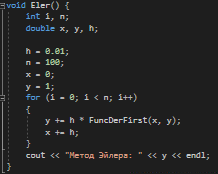 void Eler() {
int i, n;
double x, y, h;
h = 0.01;
n = 100;
x = 0;
y = 1;
for (i = 0; i < n; i++)
{
y += h * FuncDerFirst(x, y);
x += h;
}
cout << "Метод Эйлера: " << y << endl;
}